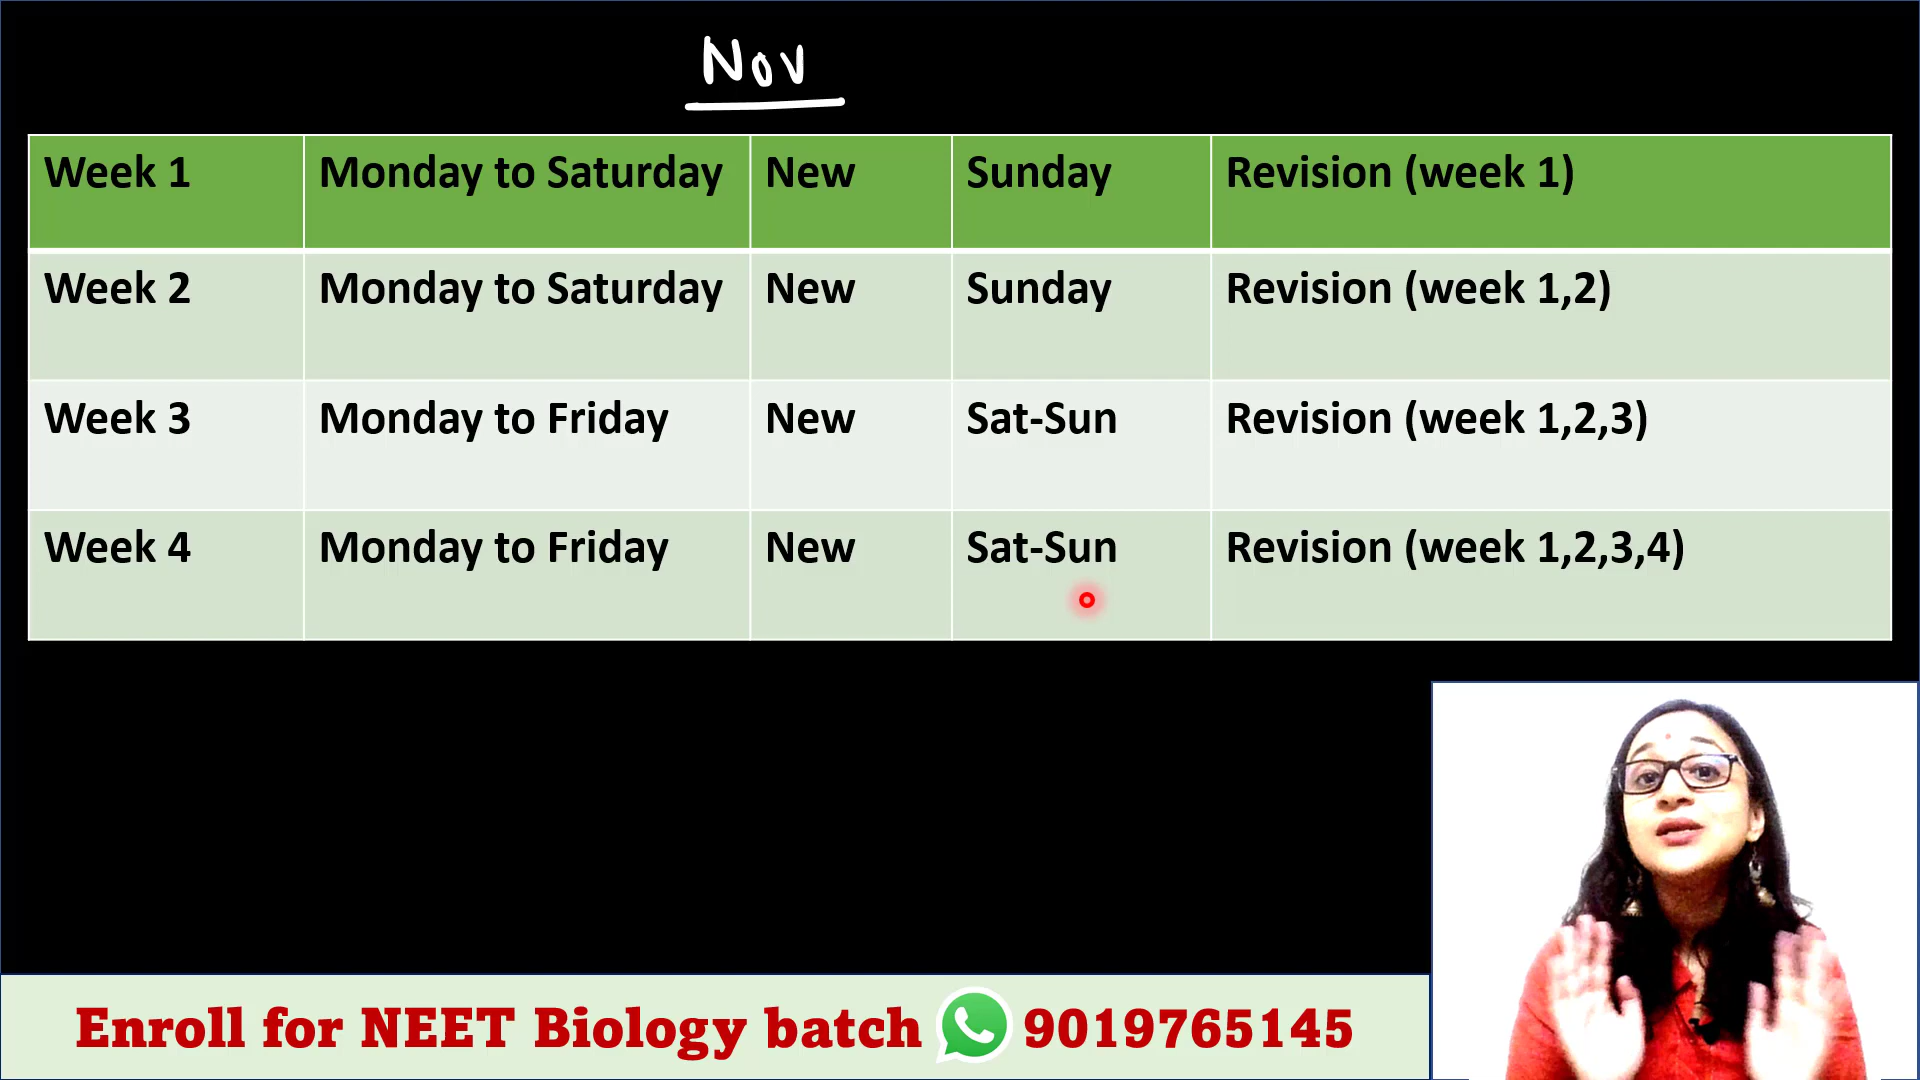 Nov
Week 1 Monday to Saturday New Sunday Revision (week 1)
Week 2 Monday to Saturday New Sunday Revision (week 1,2)
Week 3 Monday to Friday New Sat-Sun Revision (week 1,2,3)
Week 4 Monday to Friday New Sat-Sun Revision (week 1,2,3,4)
Enroll for NEET Biology batch 9019765145